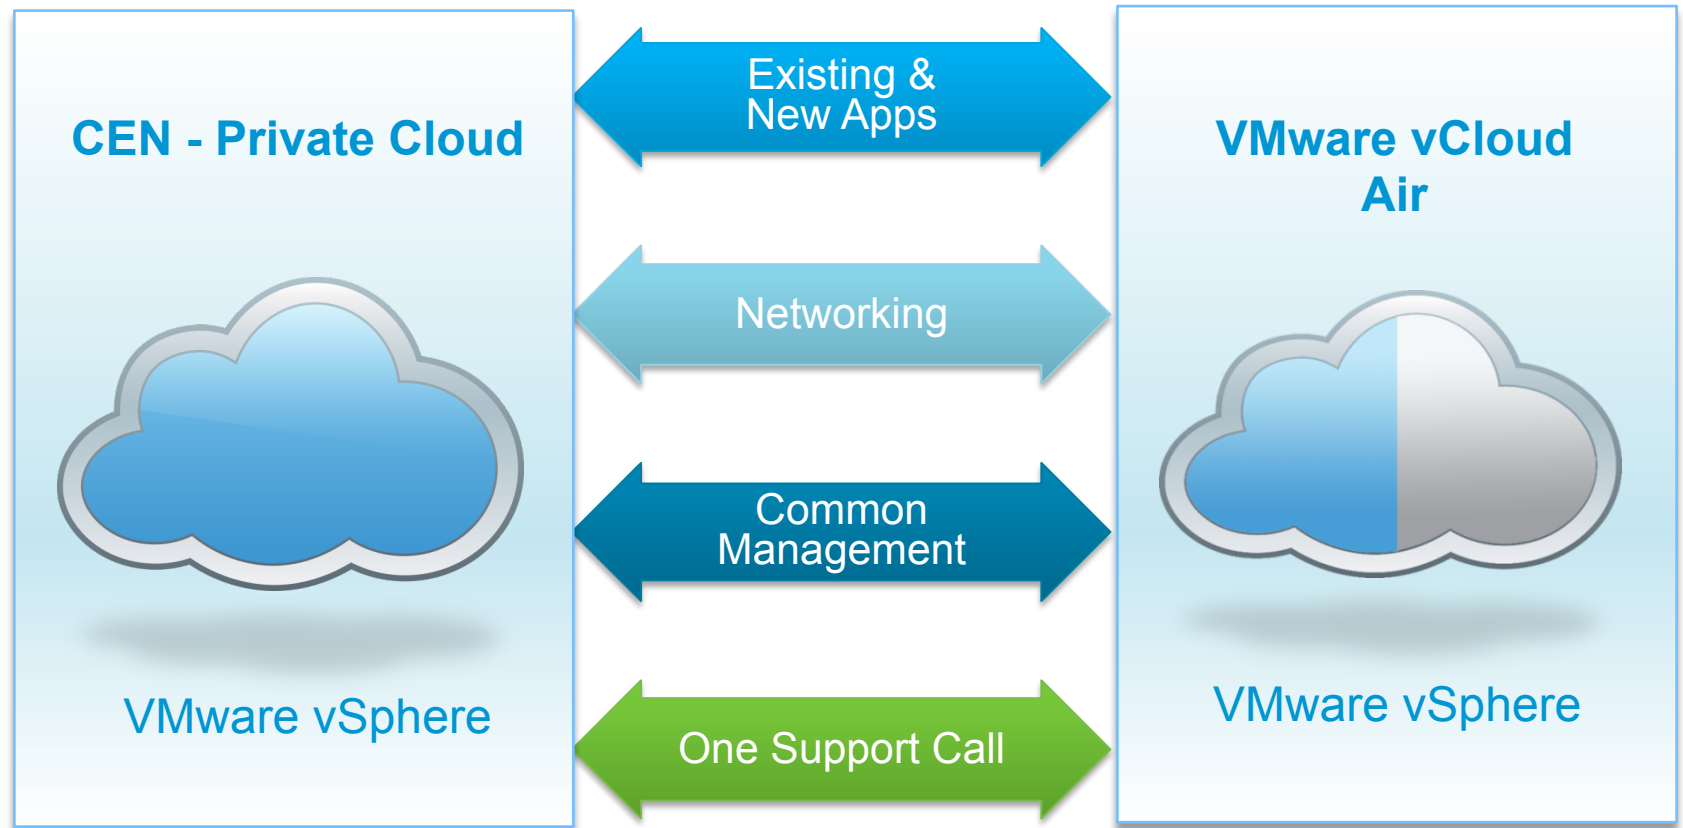 CEN - Private Cloud
VMware vSphere
Existing &
New Apps
Networking
Common
Management
One Support Call
VMware vCloud
Air
VMware vSphere